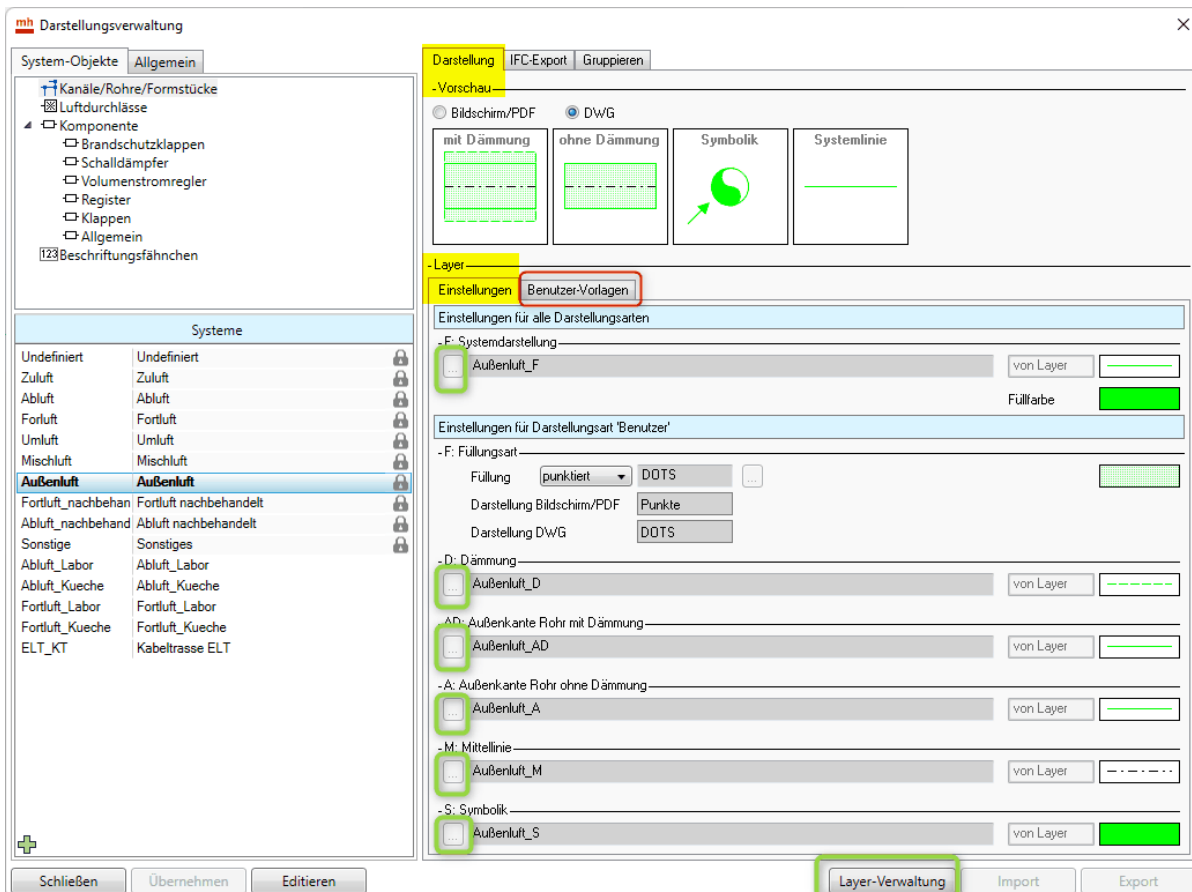 mh Darstellungsverwaltung
System-Objekte Allgemein
Kanäle/Rohre/Formstücke
Luftdurchlässe
Komponente
Brandschutzklappen
Schalldämpfer
Volumenstromregler
Register
Klappen
Allgemein
123 Beschriftungsfähnchen
Systeme
Undefiniert Undefiniert
Zuluft Zuluft
Abluft Abluft
Forluft Fortluft
Umluft Umluft
Mischluft Mischluft
Außenluft Außenluft
Fortluft_nachbehan Fortluft nachbehandelt
Abluft_nachbehand Abluft nachbehandelt
Sonstige Sonstiges
Abluft_Labor Abluft_Labor
Abluft_Kueche Abluft_Kueche
Fortluft_Labor Fortluft_Labor
Fortluft_Kueche Fortluft_Kueche
ELT_KT Kabeltrasse ELT
Schließen Übernehmen Editieren
Darstellung IFC-Export Gruppieren
-Vorschau
Bildschirm/PDF DWG
mit Dämmung ohne Dämmung Symbolik Systemlinie
-Layer
Einstellungen Benutzer-Vorlagen
Einstellungen für alle Darstellungsarten
-F: Systemdarstellung
... Außenluft_F von Layer
Füllfarbe
Einstellungen für Darstellungsart 'Benutzer'
-F: Füllungsart
Füllung punktiert DOTS ...
Darstellung Bildschirm/PDF Punkte
Darstellung DWG DOTS
-D: Dämmung
... Außenluft_D von Layer
-AD: Außenkante Rohr mit Dämmung
... Außenluft_AD von Layer
-A: Außenkante Rohr ohne Dämmung
... Außenluft_A von Layer
-M: Mittellinie
... Außenluft_M von Layer
-S: Symbolik
... Außenluft_S von Layer
Layer-Verwaltung Import Export